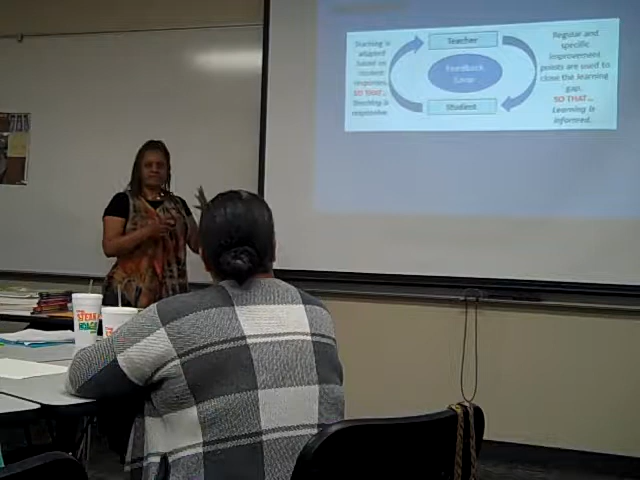 Teaching is
adapted
based on
student
responses.
SO THAT...
Teaching is
responsive.
Teacher
Feedback
Loop
Student
Regular and
specific
improvement
points are used to
close the learning
gap.
SO THAT...
Learning is
informed.
STEAK